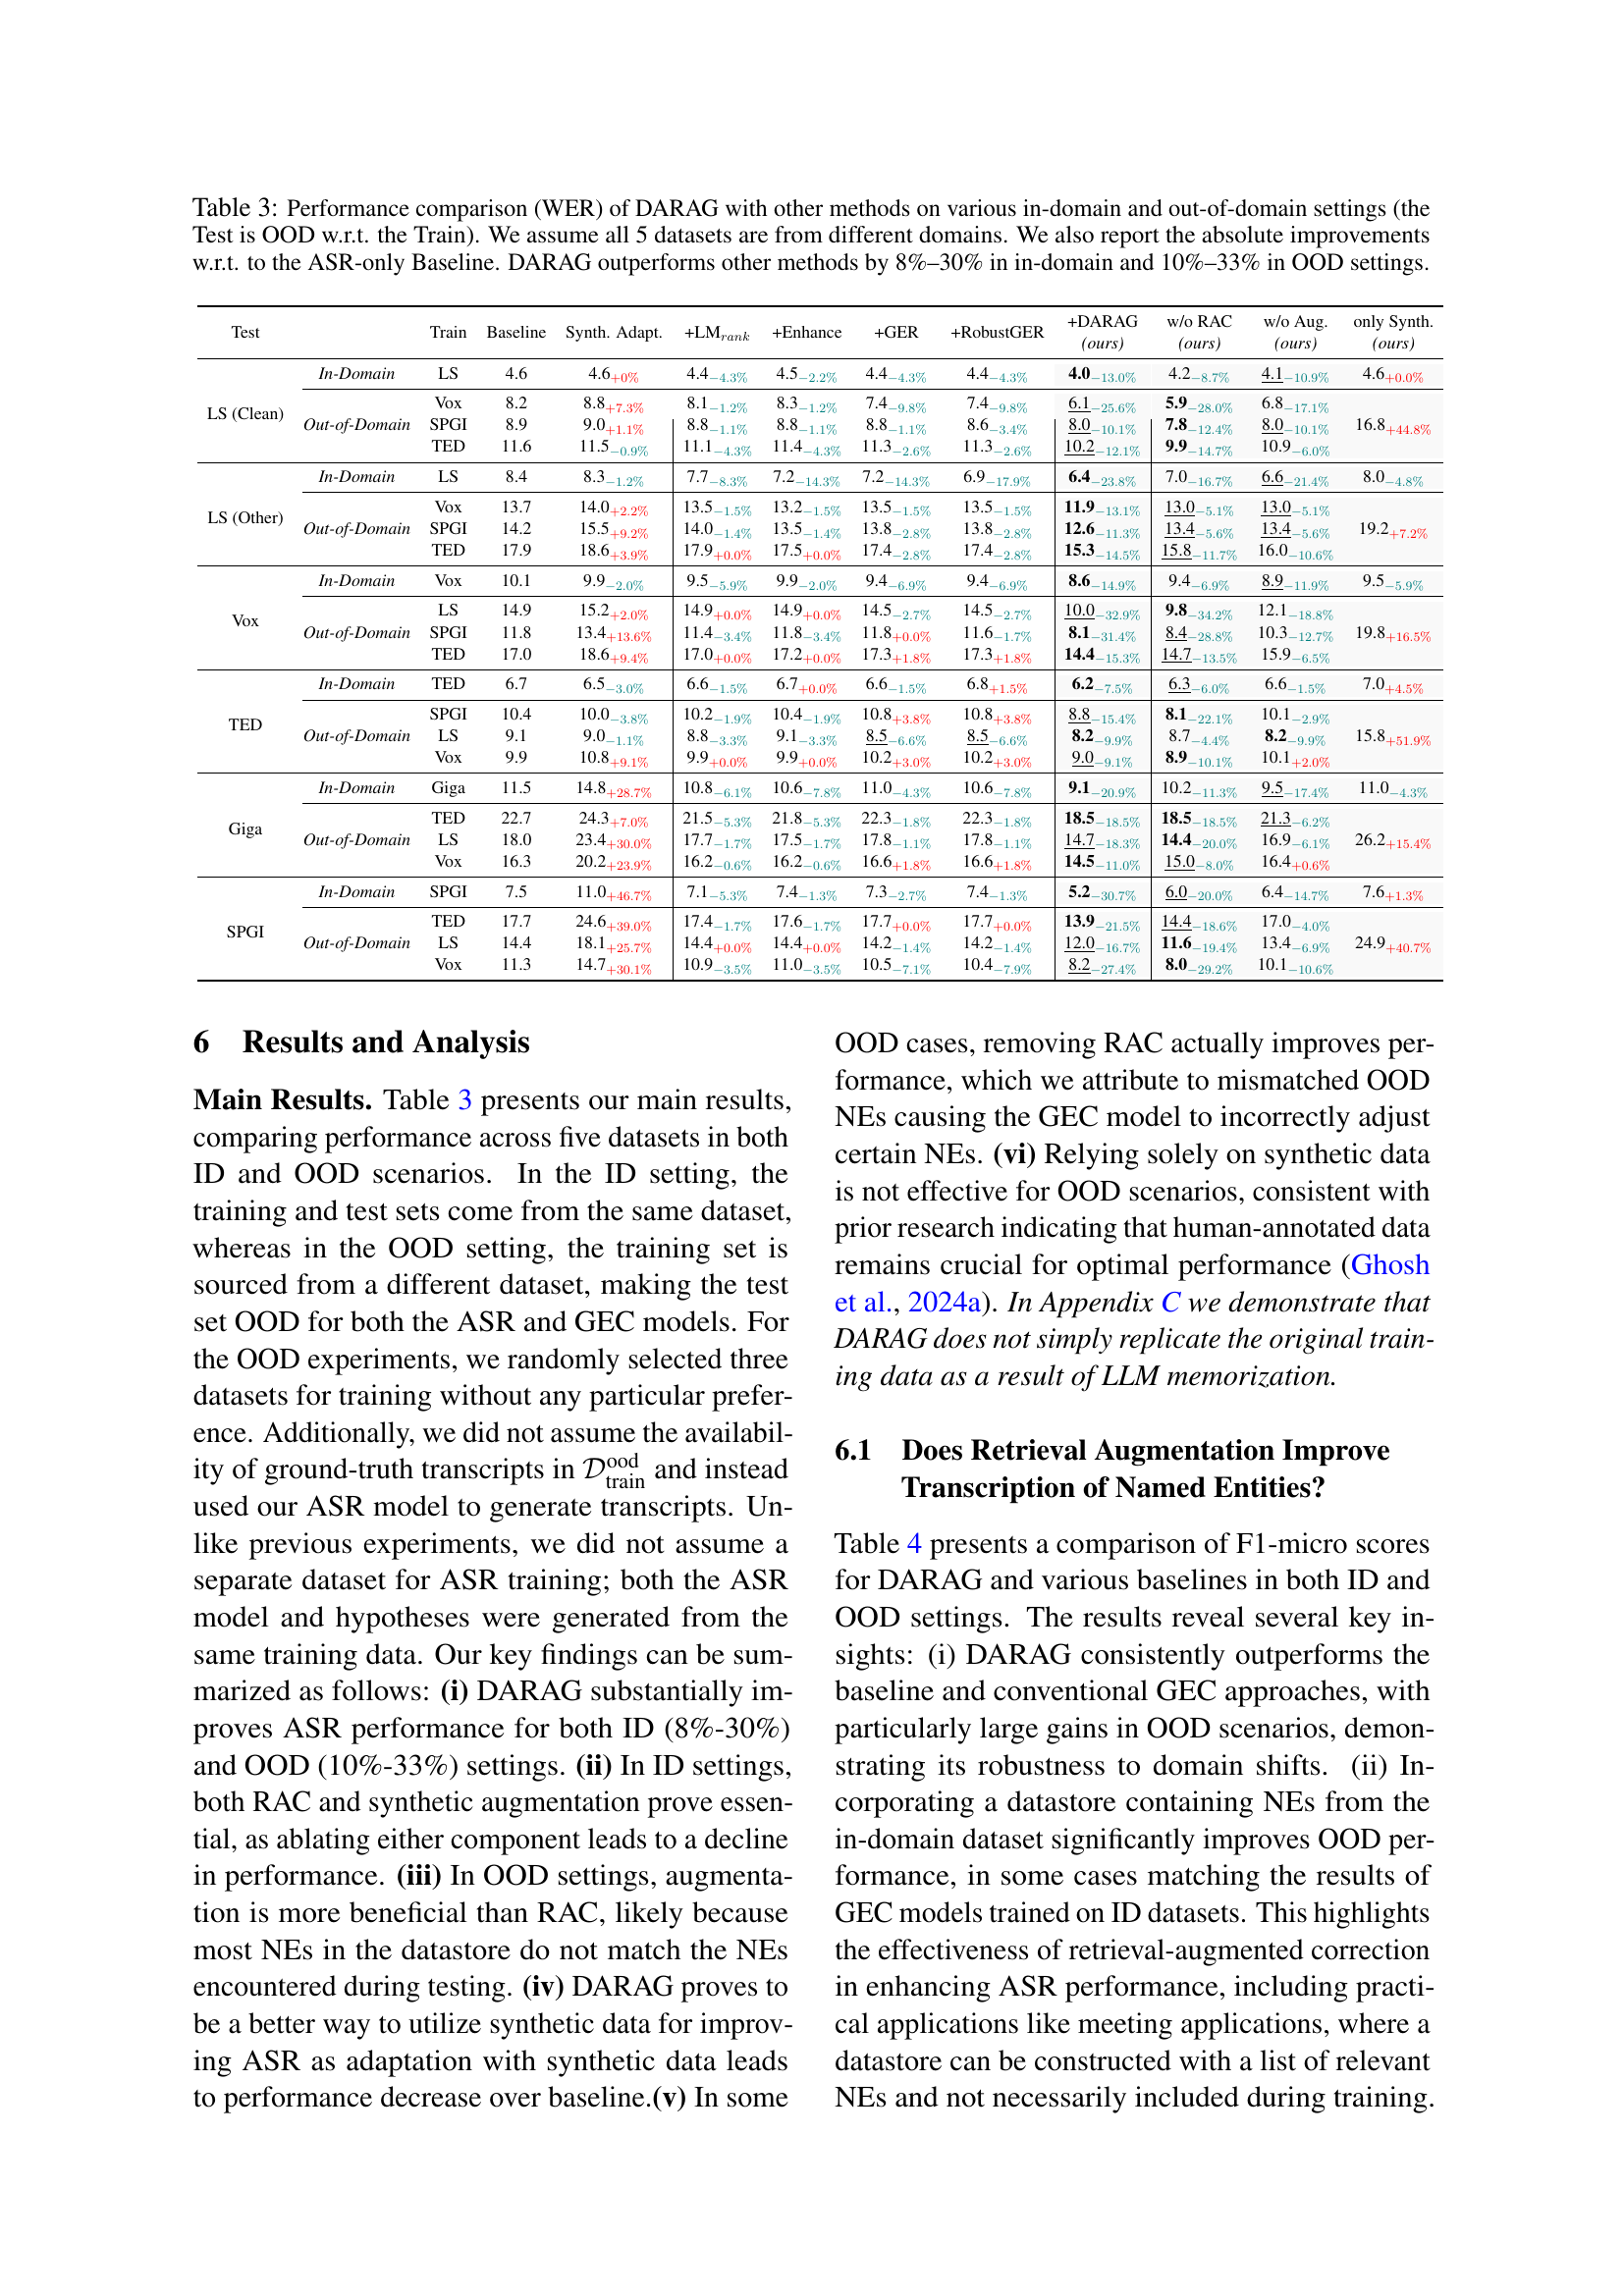 Table 3: Performance comparison (WER) of DARAG with other methods on various in-domain and out-of-domain settings (the
Test is OOD w.r.t. the Train). We assume all 5 datasets are from different domains. We also report the absolute improvements
w.r.t. to the ASR-only Baseline. DARAG outperforms other methods by 8%–30% in in-domain and 10%–33% in OOD settings.
Test Train Baseline Synth. Adapt. +LMrank +Enhance +GER +RobustGER +DARAG (ours) w/o RAC (ours) w/o Aug. (ours) only Synth. (ours)
LS (Clean)
In-Domain LS 4.6 4.6+0% 4.4−4.3% 4.5−2.2% 4.4−4.3% 4.4−4.3% 4.0−13.0% 4.2−8.7% 4.1−10.9% 4.6+0.0%
Out-of-Domain
Vox 8.2 8.8+7.3% 8.1−1.2% 8.3−1.2% 7.4−9.8% 7.4−9.8% 6.1−25.6% 5.9−28.0% 6.8−17.1%
SPGI 8.9 9.0+1.1% 8.8−1.1% 8.8−1.1% 8.8−1.1% 8.6−3.4% 8.0−10.1% 7.8−12.4% 8.0−10.1% 16.8+44.8%
TED 11.6 11.5−0.9% 11.1−4.3% 11.4−4.3% 11.3−2.6% 11.3−2.6% 10.2−12.1% 9.9−14.7% 10.9−6.0%
LS (Other)
In-Domain LS 8.4 8.3−1.2% 7.7−8.3% 7.2−14.3% 7.2−14.3% 6.9−17.9% 6.4−23.8% 7.0−16.7% 6.6−21.4% 8.0−4.8%
Out-of-Domain
Vox 13.7 14.0+2.2% 13.5−1.5% 13.2−1.5% 13.5−1.5% 13.5−1.5% 11.9−13.1% 13.0−5.1% 13.0−5.1%
SPGI 14.2 15.5+9.2% 14.0−1.4% 13.5−1.4% 13.8−2.8% 13.8−2.8% 12.6−11.3% 13.4−5.6% 13.4−5.6% 19.2+7.2%
TED 17.9 18.6+3.9% 17.9+0.0% 17.5+0.0% 17.4−2.8% 17.4−2.8% 15.3−14.5% 15.8−11.7% 16.0−10.6%
Vox
In-Domain Vox 10.1 9.9−2.0% 9.5−5.9% 9.9−2.0% 9.4−6.9% 9.4−6.9% 8.6−14.9% 9.4−6.9% 8.9−11.9% 9.5−5.9%
Out-of-Domain
LS 14.9 15.2+2.0% 14.9+0.0% 14.9+0.0% 14.5−2.7% 14.5−2.7% 10.0−32.9% 9.8−34.2% 12.1−18.8%
SPGI 11.8 13.4+13.6% 11.4−3.4% 11.8−3.4% 11.8+0.0% 11.6−1.7% 8.1−31.4% 8.4−28.8% 10.3−12.7% 19.8+16.5%
TED 17.0 18.6+9.4% 17.0+0.0% 17.2+0.0% 17.3+1.8% 17.3+1.8% 14.4−15.3% 14.7−13.5% 15.9−6.5%
TED
In-Domain TED 6.7 6.5−3.0% 6.6−1.5% 6.7+0.0% 6.6−1.5% 6.8+1.5% 6.2−7.5% 6.3−6.0% 6.6−1.5% 7.0+4.5%
Out-of-Domain
SPGI 10.4 10.0−3.8% 10.2−1.9% 10.4−1.9% 10.8+3.8% 10.8+3.8% 8.8−15.4% 8.1−22.1% 10.1−2.9%
LS 9.1 9.0−1.1% 8.8−3.3% 9.1−3.3% 8.5−6.6% 8.5−6.6% 8.2−9.9% 8.7−4.4% 8.2−9.9% 15.8+51.9%
Vox 9.9 10.8+9.1% 9.9+0.0% 9.9+0.0% 10.2+3.0% 10.2+3.0% 9.0−9.1% 8.9−10.1% 10.1+2.0%
Giga
In-Domain Giga 11.5 14.8+28.7% 10.8−6.1% 10.6−7.8% 11.0−4.3% 10.6−7.8% 9.1−20.9% 10.2−11.3% 9.5−17.4% 11.0−4.3%
Out-of-Domain
TED 22.7 24.3+7.0% 21.5−5.3% 21.8−5.3% 22.3−1.8% 22.3−1.8% 18.5−18.5% 18.5−18.5% 21.3−6.2%
LS 18.0 23.4+30.0% 17.7−1.7% 17.5−1.7% 17.8−1.1% 17.8−1.1% 14.7−18.3% 14.4−20.0% 16.9−6.1% 26.2+15.4%
Vox 16.3 20.2+23.9% 16.2−0.6% 16.2−0.6% 16.6+1.8% 16.6+1.8% 14.5−11.0% 15.0−8.0% 16.4+0.6%
SPGI
In-Domain SPGI 7.5 11.0+46.7% 7.1−5.3% 7.4−1.3% 7.3−2.7% 7.4−1.3% 5.2−30.7% 6.0−20.0% 6.4−14.7% 7.6+1.3%
Out-of-Domain
TED 17.7 24.6+39.0% 17.4−1.7% 17.6−1.7% 17.7+0.0% 17.7+0.0% 13.9−21.5% 14.4−18.6% 17.0−4.0%
LS 14.4 18.1+25.7% 14.4+0.0% 14.4+0.0% 14.2−1.4% 14.2−1.4% 12.0−16.7% 11.6−19.4% 13.4−6.9% 24.9+40.7%
Vox 11.3 14.7+30.1% 10.9−3.5% 11.0−3.5% 10.5−7.1% 10.4−7.9% 8.2−27.4% 8.0−29.2% 10.1−10.6%
6 Results and Analysis
Main Results. Table 3 presents our main results,
comparing performance across five datasets in both
ID and OOD scenarios. In the ID setting, the
training and test sets come from the same dataset,
whereas in the OOD setting, the training set is
sourced from a different dataset, making the test
set OOD for both the ASR and GEC models. For
the OOD experiments, we randomly selected three
datasets for training without any particular prefer-
ence. Additionally, we did not assume the availabil-
ity of ground-truth transcripts in D^ood_train and instead
used our ASR model to generate transcripts. Un-
like previous experiments, we did not assume a
separate dataset for ASR training; both the ASR
model and hypotheses were generated from the
same training data. Our key findings can be sum-
marized as follows: (i) DARAG substantially im-
proves ASR performance for both ID (8%-30%)
and OOD (10%-33%) settings. (ii) In ID settings,
both RAC and synthetic augmentation prove essen-
tial, as ablating either component leads to a decline
in performance. (iii) In OOD settings, augmenta-
tion is more beneficial than RAC, likely because
most NEs in the datastore do not match the NEs
encountered during testing. (iv) DARAG proves to
be a better way to utilize synthetic data for improv-
ing ASR as adaptation with synthetic data leads
to performance decrease over baseline.(v) In some
OOD cases, removing RAC actually improves per-
formance, which we attribute to mismatched OOD
NEs causing the GEC model to incorrectly adjust
certain NEs. (vi) Relying solely on synthetic data
is not effective for OOD scenarios, consistent with
prior research indicating that human-annotated data
remains crucial for optimal performance (Ghosh
et al., 2024a). In Appendix C we demonstrate that
DARAG does not simply replicate the original train-
ing data as a result of LLM memorization.
6.1 Does Retrieval Augmentation Improve
Transcription of Named Entities?
Table 4 presents a comparison of F1-micro scores
for DARAG and various baselines in both ID and
OOD settings. The results reveal several key in-
sights: (i) DARAG consistently outperforms the
baseline and conventional GEC approaches, with
particularly large gains in OOD scenarios, demon-
strating its robustness to domain shifts. (ii) In-
corporating a datastore containing NEs from the
in-domain dataset significantly improves OOD per-
formance, in some cases matching the results of
GEC models trained on ID datasets. This highlights
the effectiveness of retrieval-augmented correction
in enhancing ASR performance, including practi-
cal applications like meeting applications, where a
datastore can be constructed with a list of relevant
NEs and not necessarily included during training.